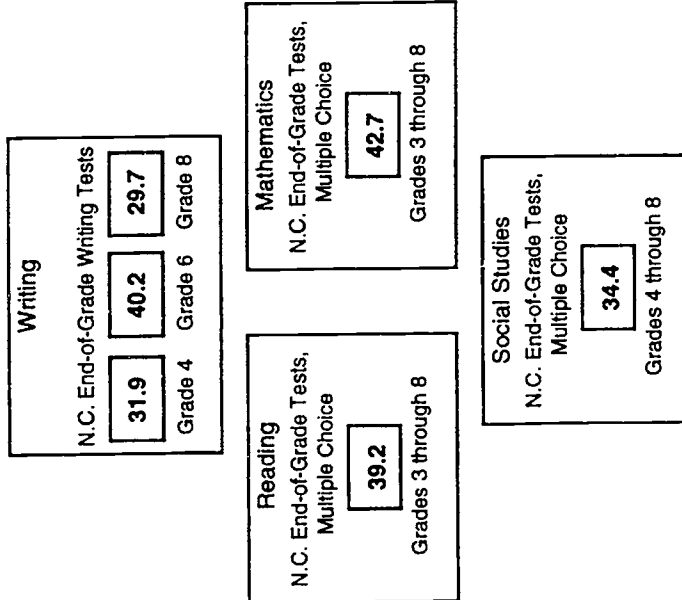 Writing
N.C. End-of-Grade Writing Tests
31.9 40.2 29.7
Grade 4 Grade 6 Grade 8
Reading
N.C. End-of-Grade Tests,
Multiple Choice
39.2
Grades 3 through 8
Mathematics
N.C. End-of-Grade Tests,
Multiple Choice
42.7
Grades 3 through 8
Social Studies
N.C. End-of-Grade Tests,
Multiple Choice
34.4
Grades 4 through 8